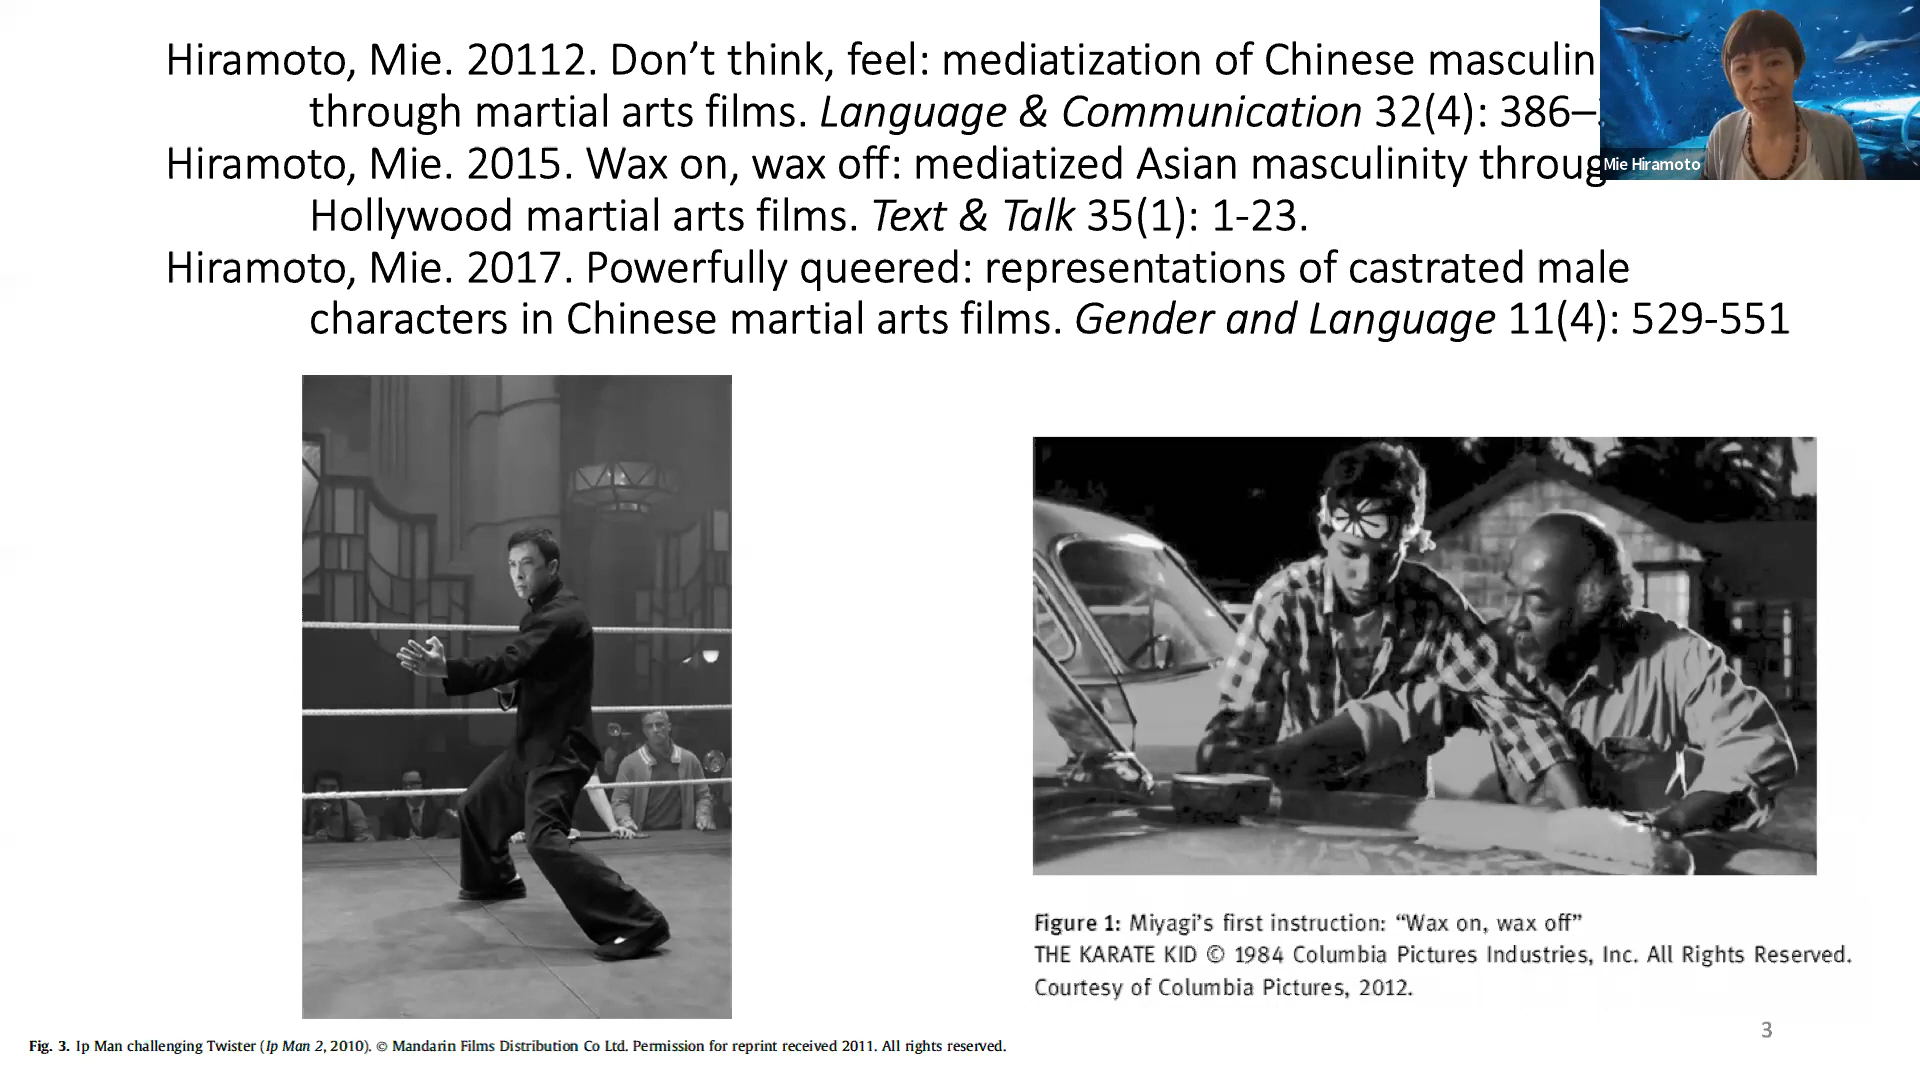 Hiramoto, Mie. 20112. Don’t think, feel: mediatization of Chinese masculin
through martial arts films. Language & Communication 32(4): 386–
Hiramoto, Mie. 2015. Wax on, wax off: mediatized Asian masculinity throug
Hollywood martial arts films. Text & Talk 35(1): 1-23.
Hiramoto, Mie. 2017. Powerfully queered: representations of castrated male
characters in Chinese martial arts films. Gender and Language 11(4): 529-551
Mie Hiramoto
Figure 1: Miyagi’s first instruction: “Wax on, wax off”
THE KARATE KID © 1984 Columbia Pictures Industries, Inc. All Rights Reserved.
Courtesy of Columbia Pictures, 2012.
3
Fig. 3. Ip Man challenging Twister (Ip Man 2, 2010). © Mandarin Films Distribution Co Ltd. Permission for reprint received 2011. All rights reserved.